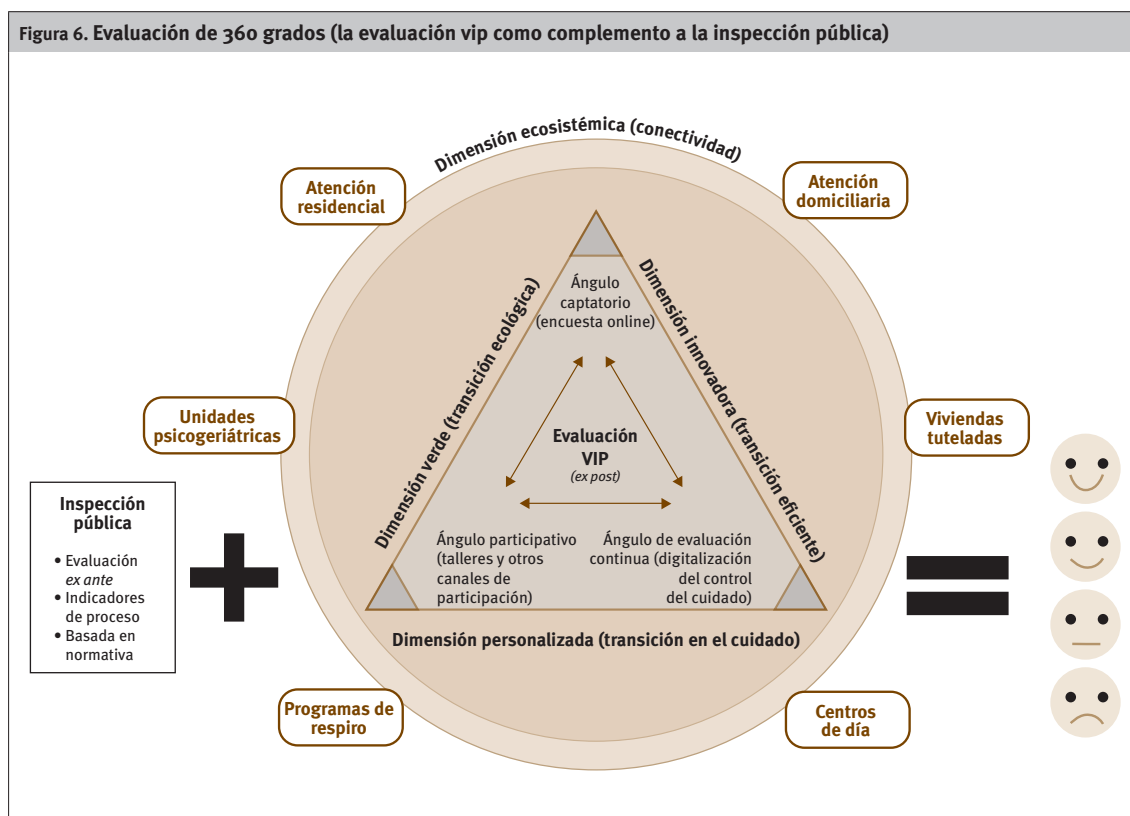 Figura 6. Evaluación de 360 grados (la evaluación vip como complemento a la inspección pública)
Dimensión ecosistémica (conectividad)
Atención
residencial
Atención
domiciliaria
Dimensión verde (transición ecológica)
Dimensión innovadora (transición eficiente)
Ángulo
captatorio
(encuesta online)
Unidades
psicogeriátricas
Evaluación
VIP
(ex post)
Viviendas
tuteladas
Inspección
pública
• Evaluación
ex ante
• Indicadores
de proceso
• Basada en
normativa
Ángulo participativo
(talleres y otros
canales de
participación)
Ángulo de evaluación
continua (digitalización
del control
del cuidado)
Dimensión personalizada (transición en el cuidado)
Programas de
respiro
Centros
de día